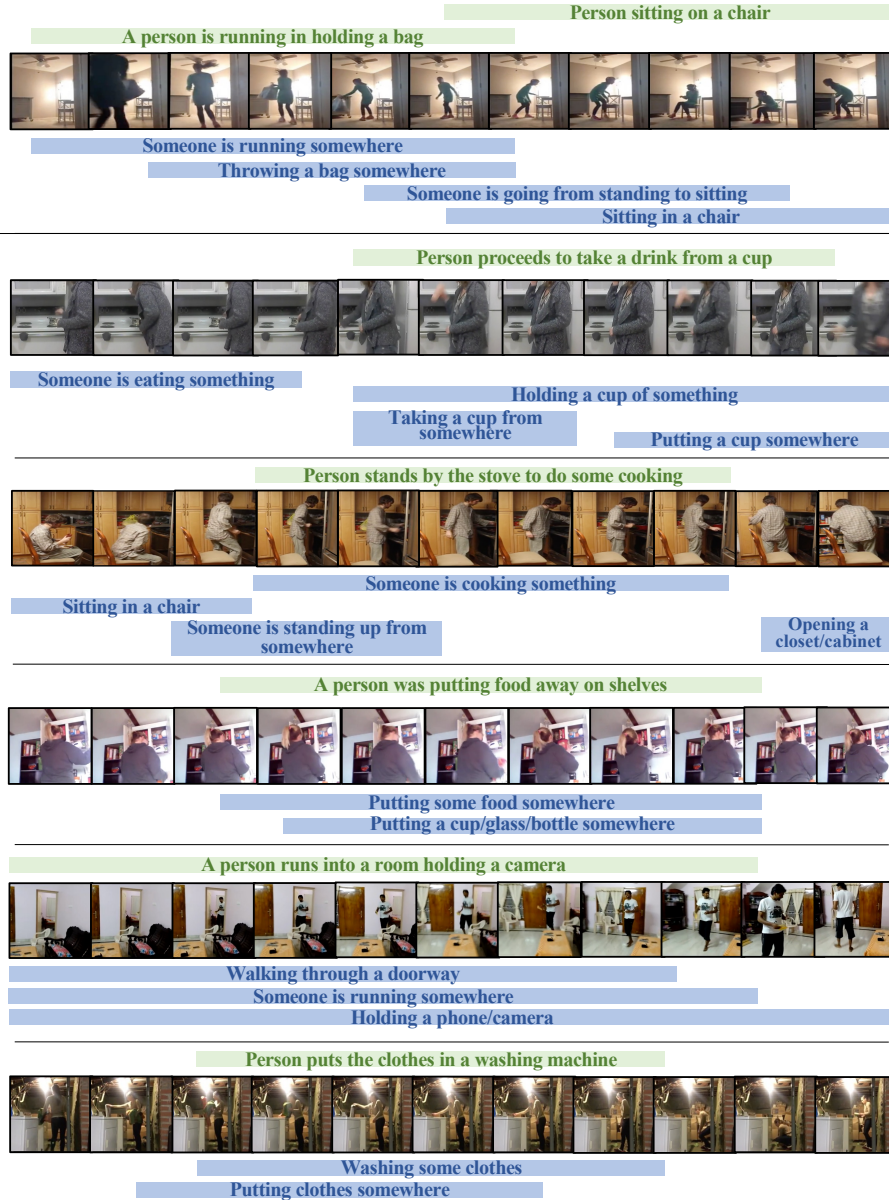 Person sitting on a chair
A person is running in holding a bag
Someone is running somewhere
Throwing a bag somewhere
Someone is going from standing to sitting
Sitting in a chair
Person proceeds to take a drink from a cup
Someone is eating something
Holding a cup of something
Taking a cup from
somewhere
Putting a cup somewhere
Person stands by the stove to do some cooking
Someone is cooking something
Sitting in a chair
Someone is standing up from
somewhere
Opening a
closet/cabinet
A person was putting food away on shelves
Putting some food somewhere
Putting a cup/glass/bottle somewhere
A person runs into a room holding a camera
Walking through a doorway
Someone is running somewhere
Holding a phone/camera
Person puts the clothes in a washing machine
Washing some clothes
Putting clothes somewhere